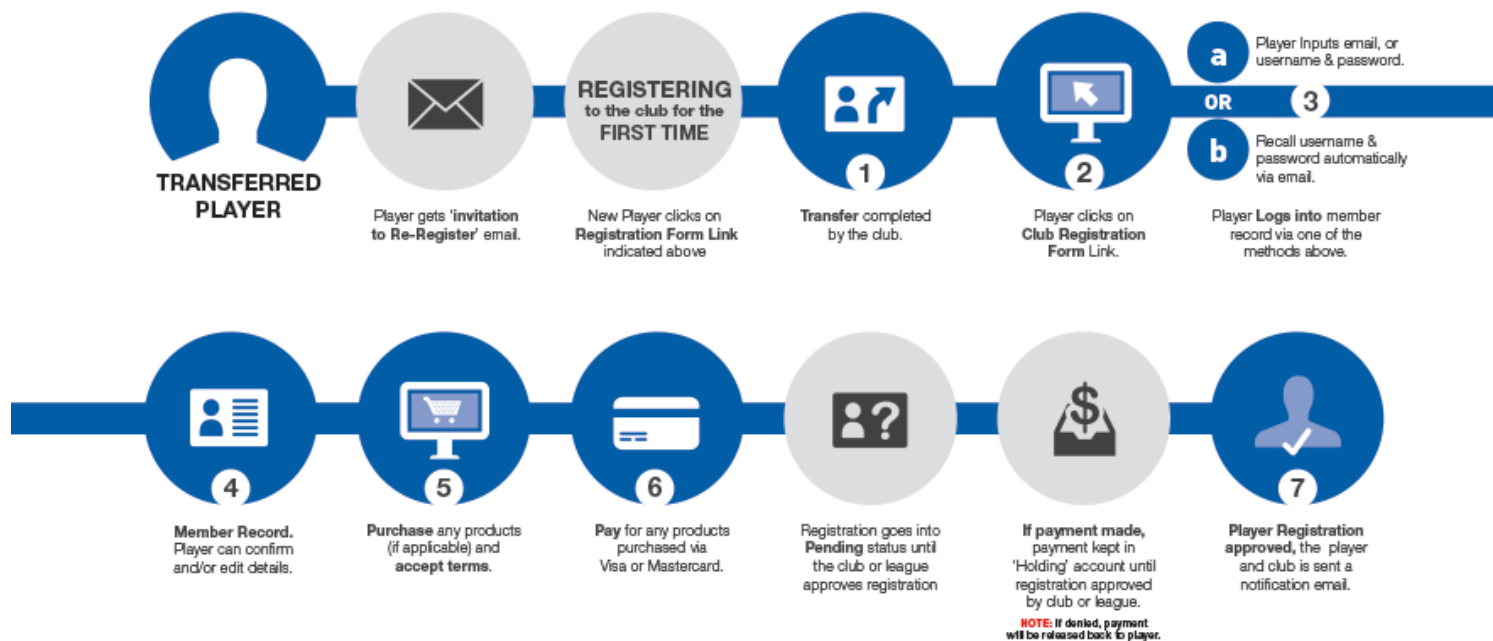 TRANSFERRED
PLAYER
Player gets 'invitation
to Re-Register' email.
REGISTERING
to the club for the
FIRST TIME
New Player clicks on
Registration Form Link
indicated above
1
Transfer completed
by the club.
2
Player clicks on
Club Registration
Form Link.
a
Player Inputs email, or
username & password.
OR
3
b
Recall username &
password automatically
via email.
Player Logs into member
record via one of the
methods above.
4
Member Record.
Player can confirm
and/or edit details.
5
Purchase any products
(if applicable) and
accept terms.
6
Pay for any products
purchased via
Visa or Mastercard.
?
Registration goes into
Pending status until
the club or league
approves registration
$
If payment made,
payment kept in
'Holding' account until
registration approved
by club or league.
NOTE: If denied, payment
will be released back to player.
7
Player Registration
approved, the player
and club is sent a
notification email.